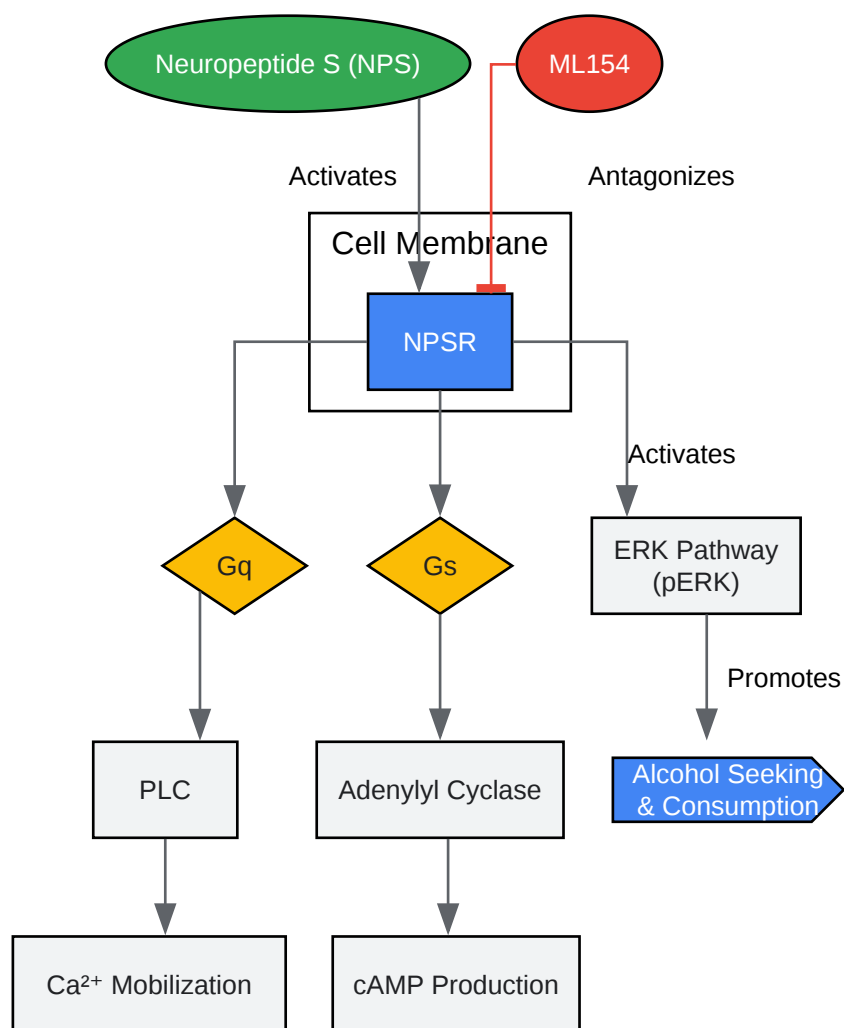 Neuropeptide S (NPS)
ML154
Activates
Antagonizes
Cell Membrane
NPSR
Activates
Gq
Gs
ERK Pathway
(pERK)
Promotes
PLC
Adenylyl Cyclase
Alcohol Seeking
& Consumption
Ca²⁺ Mobilization
cAMP Production